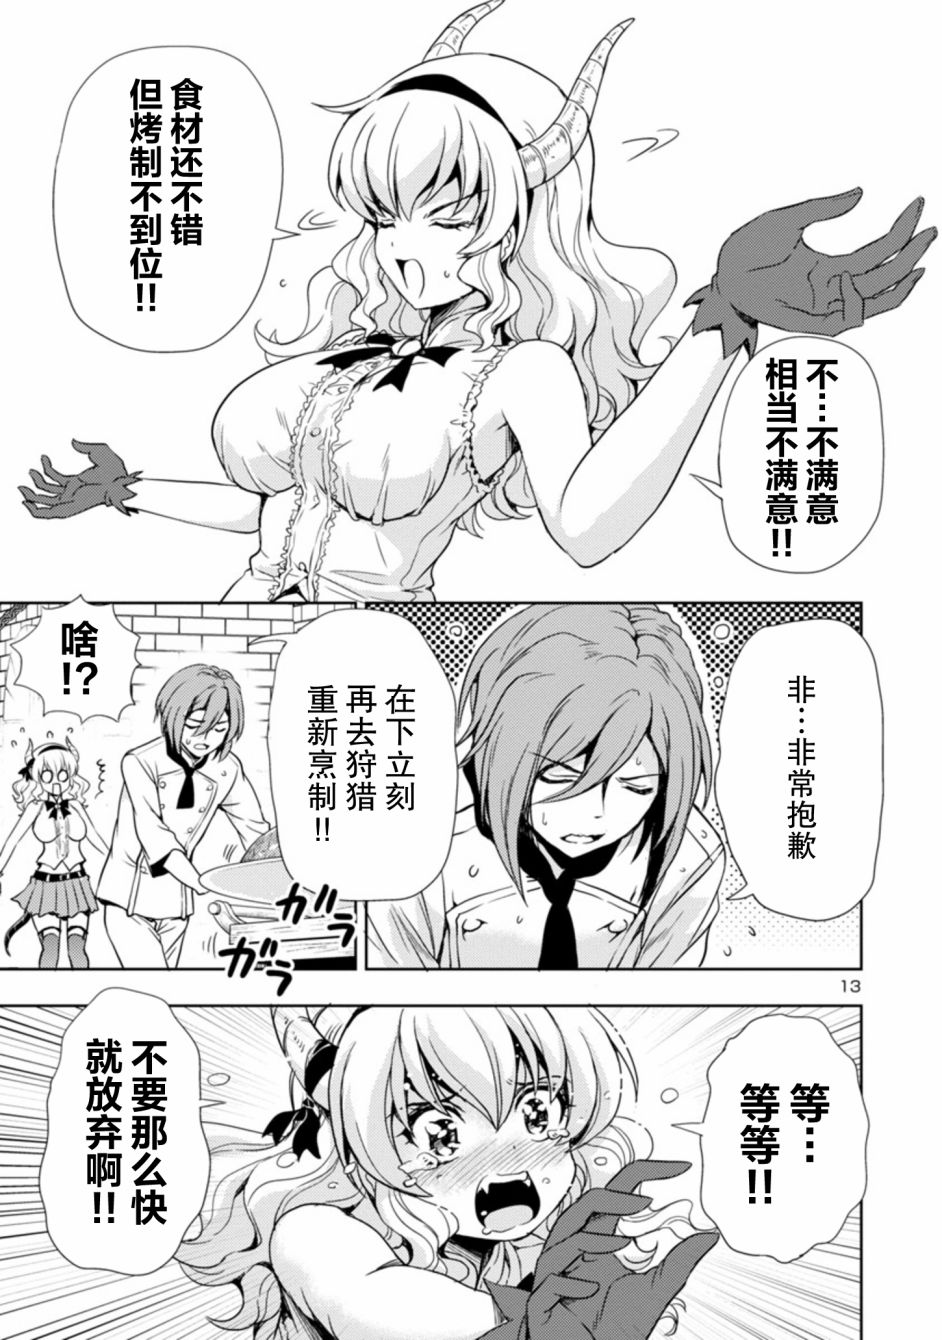 不…不满意
相当不满意!!
食材还不错
但烤制不到位!!
非…非常抱歉
在下立刻
再去狩猎
重新烹制!!
ガラ
ガラ
啥!?
13
等…
等等!!
不要那么快
就放弃啊!!